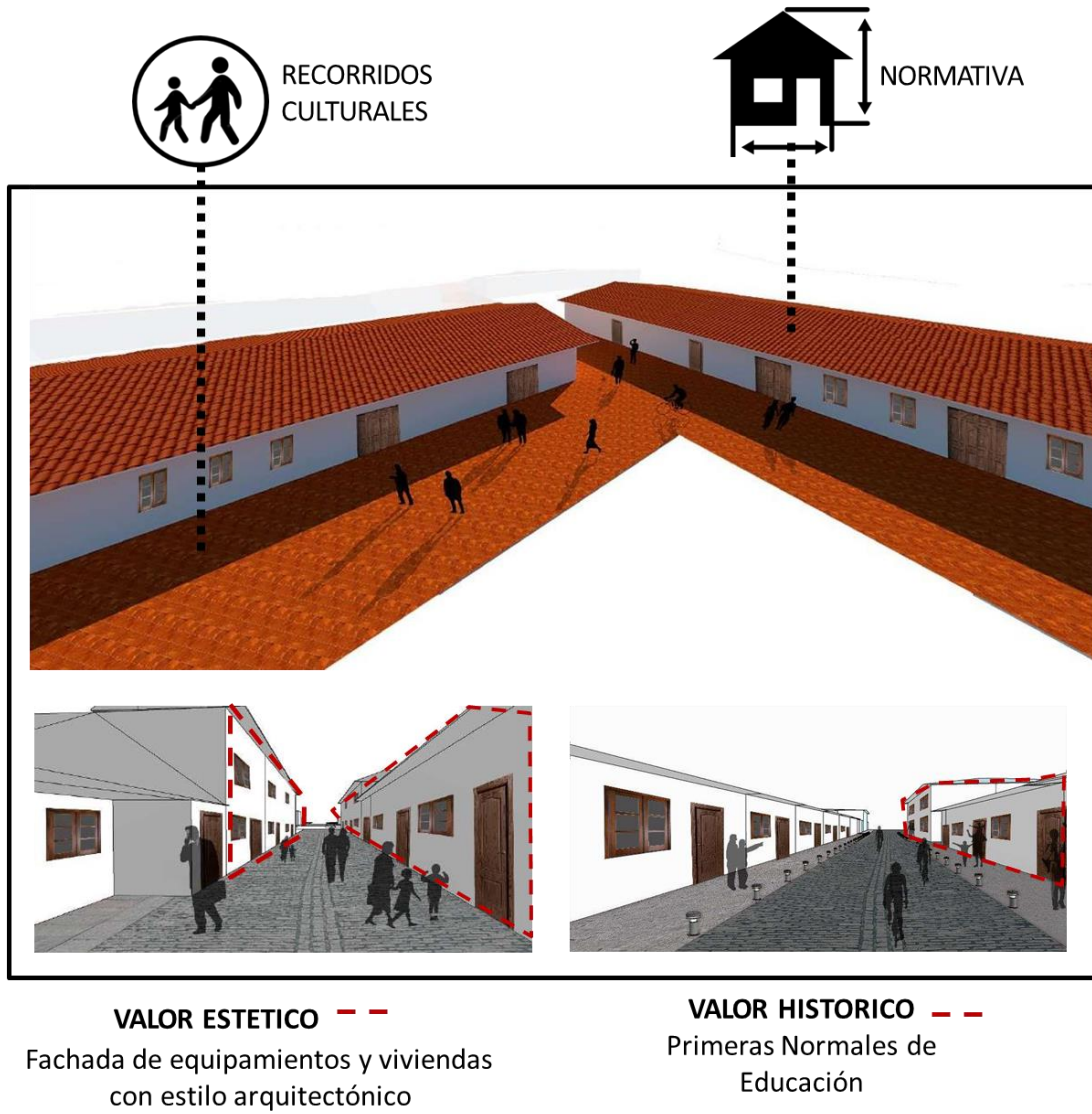 RECORRIDOS
CULTURALES
NORMATIVA
VALOR ESTETICO
Fachada de equipamientos y viviendas
con estilo arquitectónico
VALOR HISTORICO
Primeras Normales de
Educación